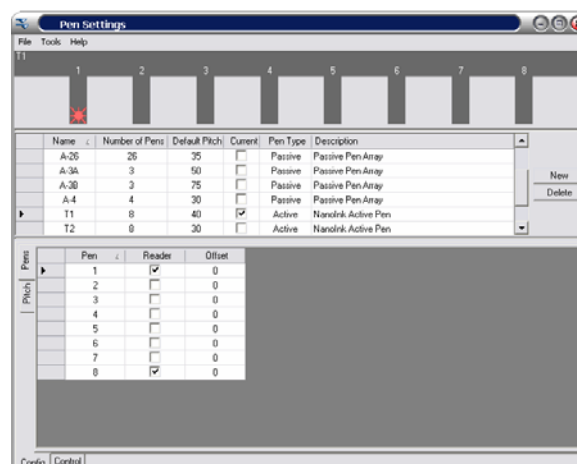 Pen Settings
File Tools Help
T1
1 2 3 4 5 6 7 8
Name Number of Pens Default Pitch Current Pen Type Description
A-26 26 35 Passive Passive Pen Array
A-3A 3 50 Passive Passive Pen Array
A-3B 3 75 Passive Passive Pen Array
A-4 4 30 Passive Passive Pen Array
T1 8 40 Active NanoInk Active Pen
T2 8 30 Active NanoInk Active Pen
New
Delete
Pens
Pitch
Pen Reader Offset
1 0
2 0
3 0
4 0
5 0
6 0
7 0
8 0
Config Control